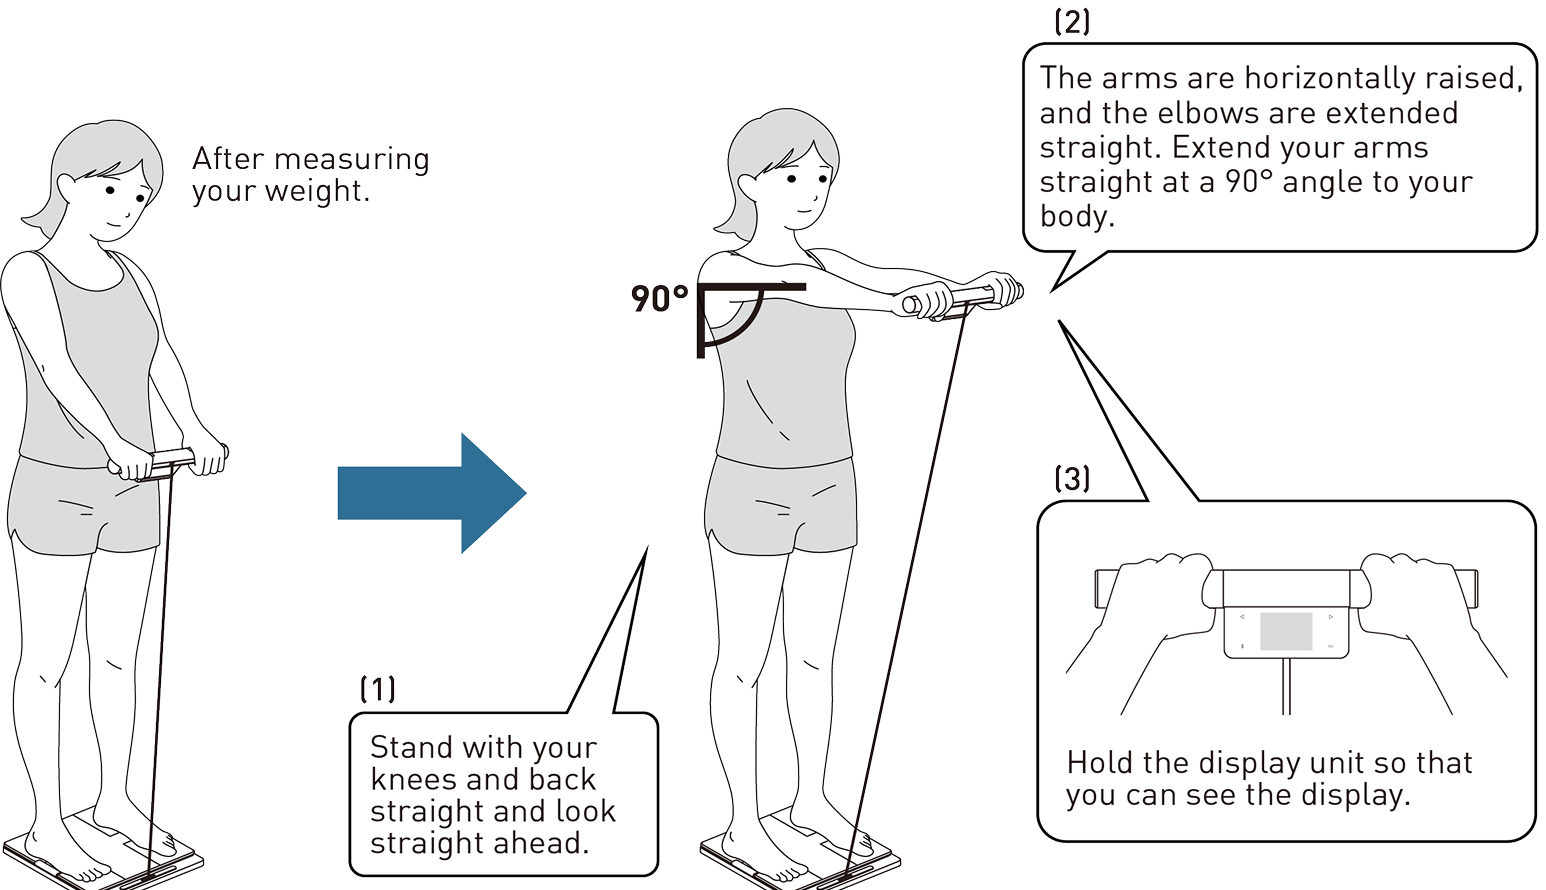 After measuring
your weight.
90°
(1)
Stand with your
knees and back
straight and look
straight ahead.
(2)
The arms are horizontally raised,
and the elbows are extended
straight. Extend your arms
straight at a 90° angle to your
body.
(3)
Hold the display unit so that
you can see the display.